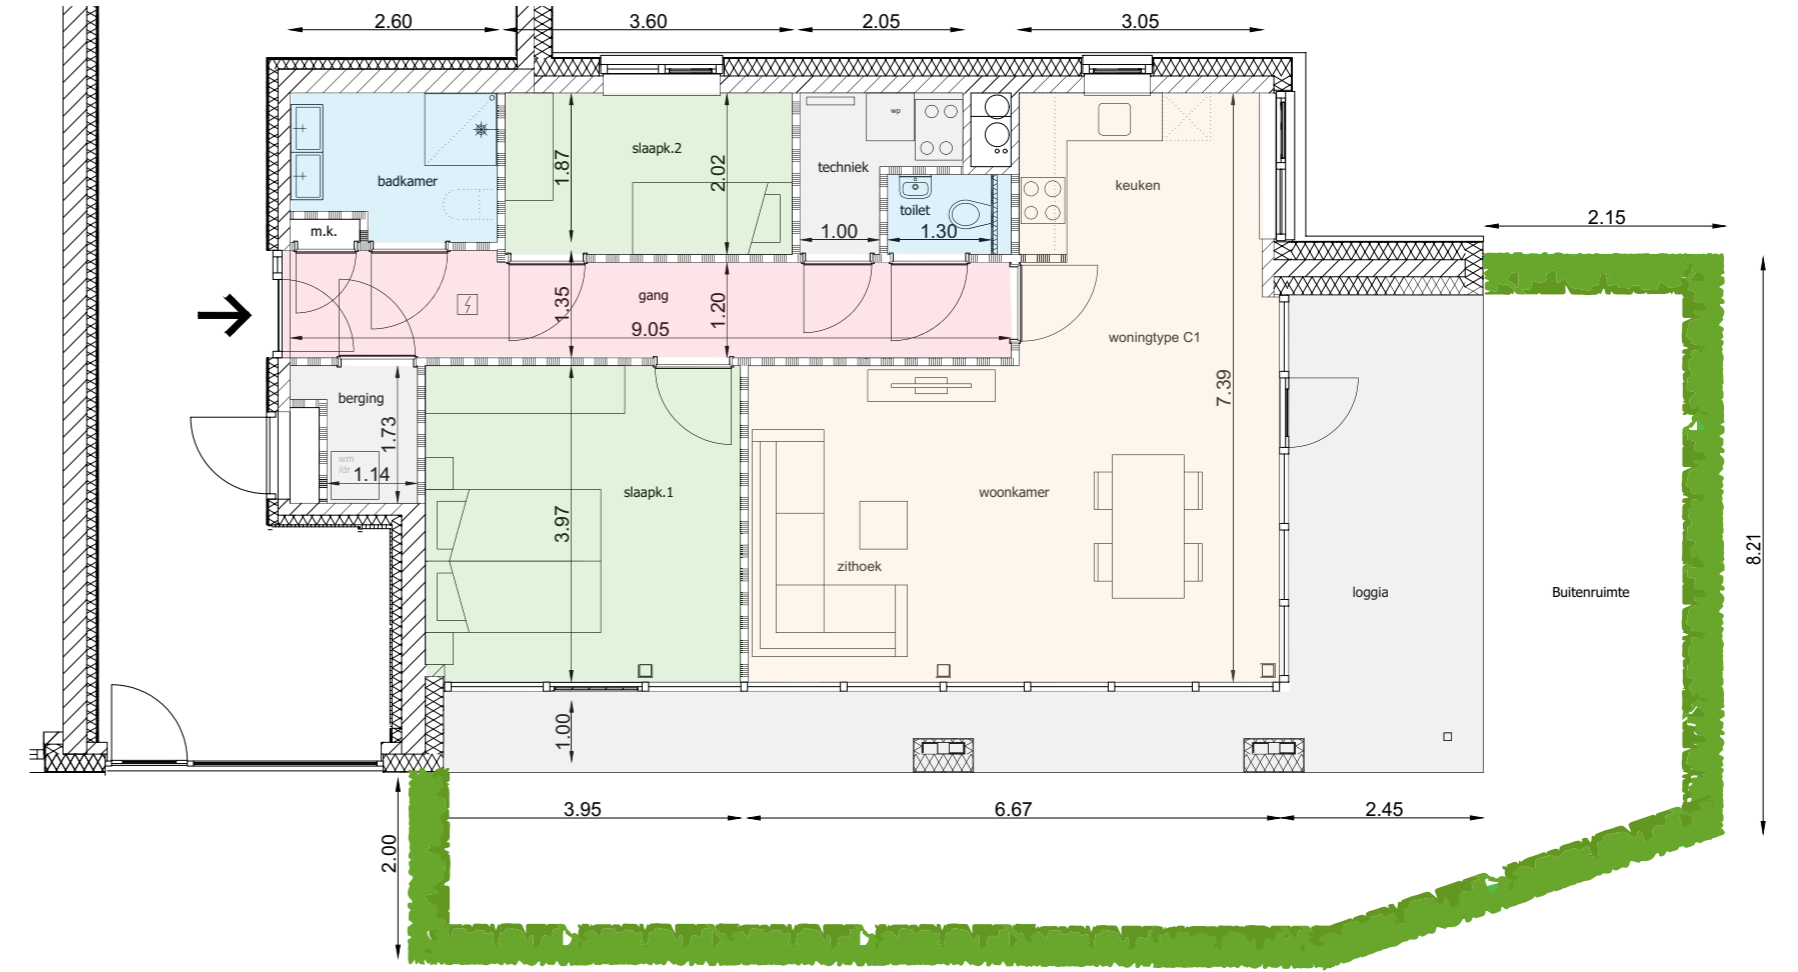 2.60
3.60
2.05
3.05
badkamer
m.k.
slaapk.2
1.87
2.02
techniek
wp
1.00
toilet
1.30
keuken
2.15
gang
1.35
1.20
9.05
woningtype C1
7.39
berging
1.73
wm
/dr
1.14
slaapk.1
3.97
woonkamer
zithoek
loggia
Buitenruimte
8.21
1.00
3.95
6.67
2.45
2.00